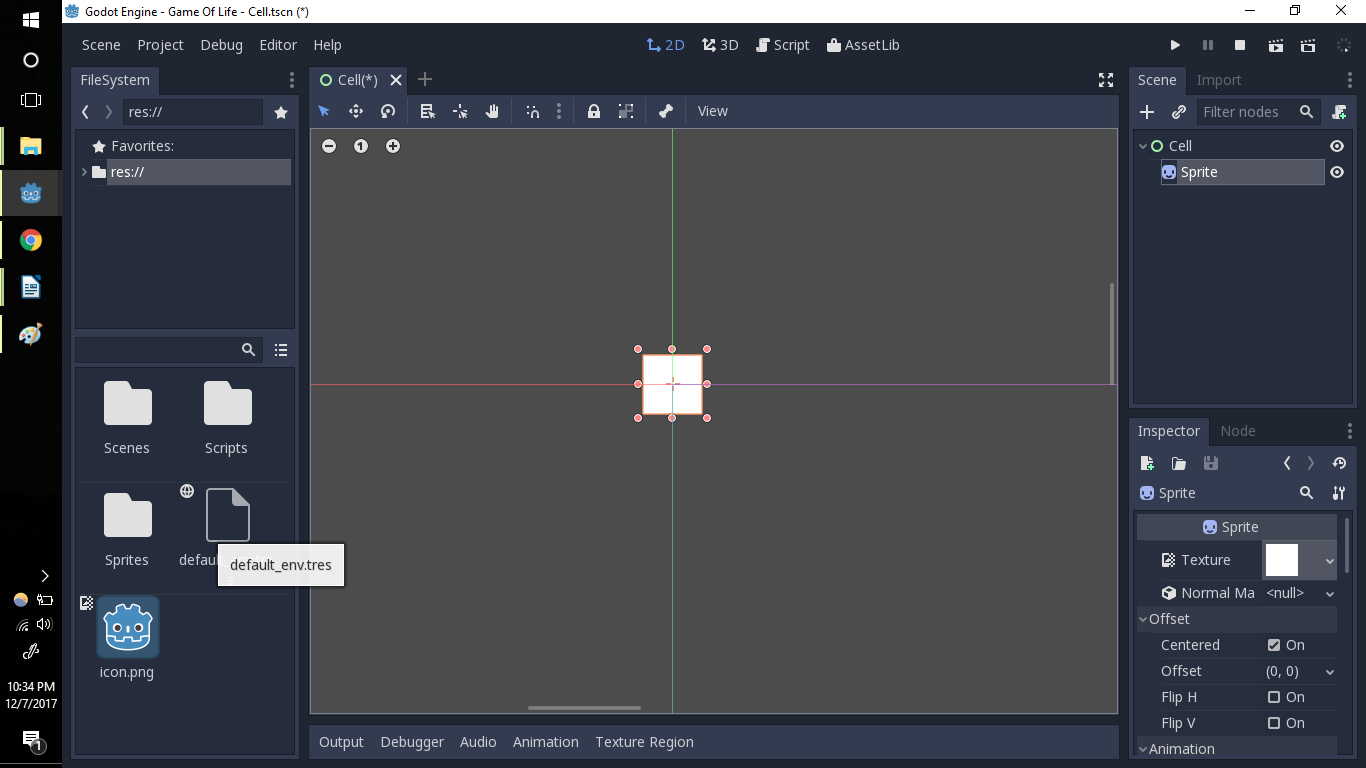 Godot Engine - Game Of Life - Cell.tscn (*)
Scene Project Debug Editor Help
2D 3D Script AssetLib
FileSystem
Cell(*)
Scene Import
res://
View
Filter nodes
Favorites:
res://
1
Cell
Sprite
Scenes Scripts
Sprites
default_env.tres
icon.png
Inspector Node
Sprite
Sprite
Texture
Normal Ma <null>
Offset
Centered On
Offset (0, 0)
Flip H On
Flip V On
Animation
Output Debugger Audio Animation Texture Region
10:34 PM
12/7/2017
1